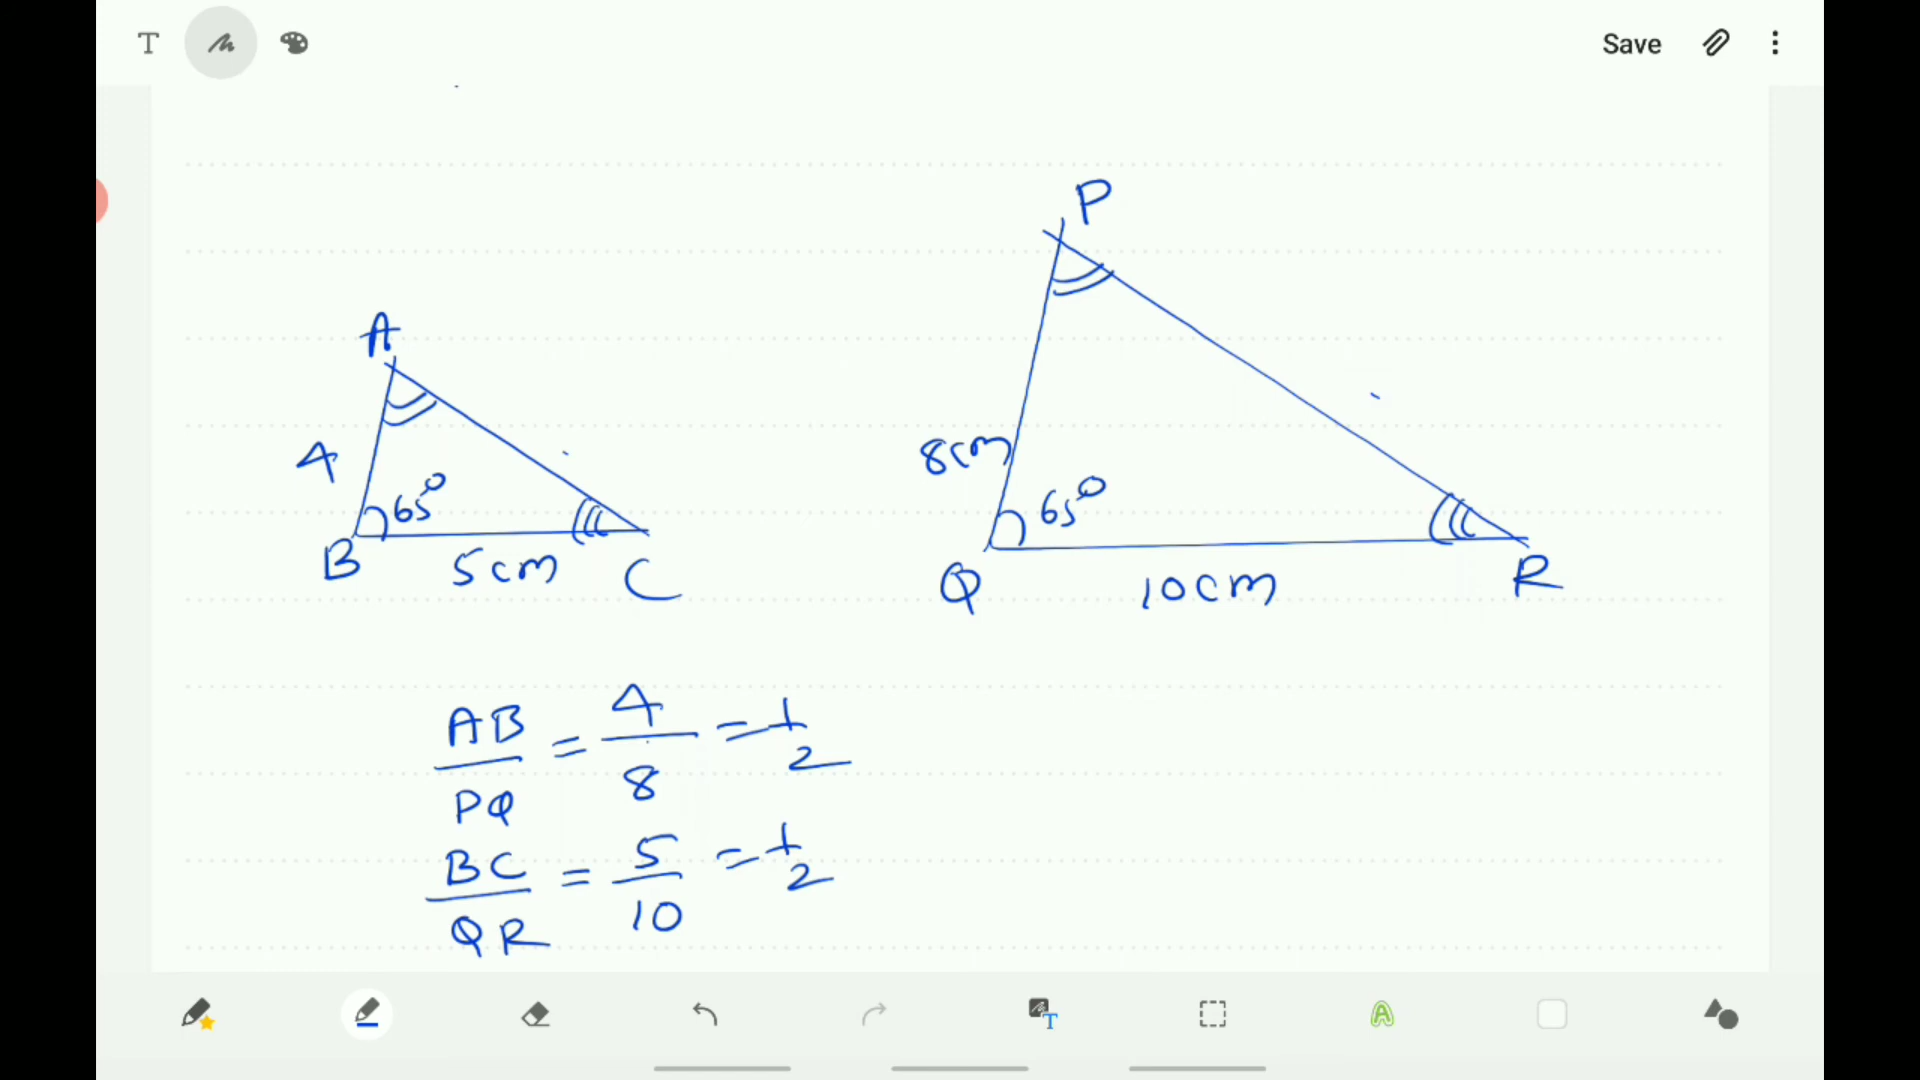 T
Save
P
A
8cm
4
65°
65°
B
5cm
C
Q
10cm
R
AB/PQ = 4/8 = 1/2
BC/QR = 5/10 = 1/2
T
A